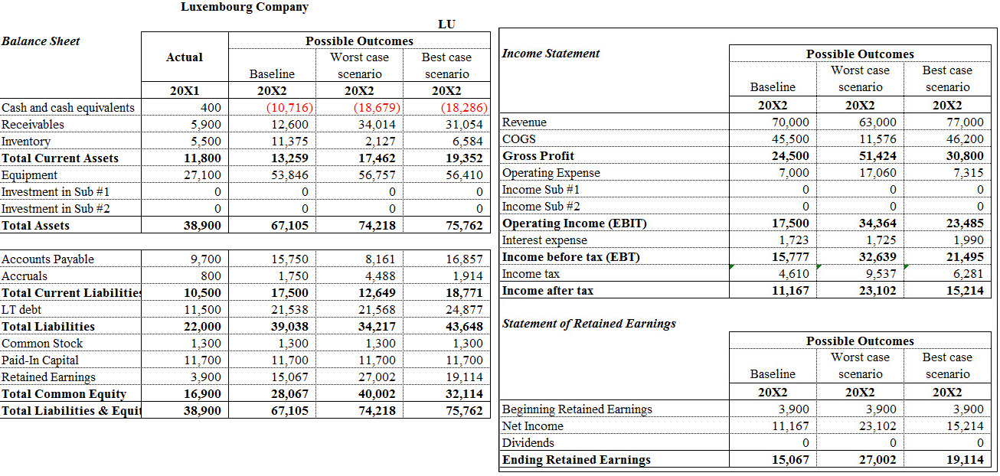 Luxembourg Company
LU
Balance Sheet
Possible Outcomes
Actual Baseline Worst case scenario Best case scenario
20X1 20X2 20X2 20X2
Cash and cash equivalents 400 (10,716) (18,679) (18,286)
Receivables 5,900 12,600 34,014 31,054
Inventory 5,500 11,375 2,127 6,584
Total Current Assets 11,800 13,259 17,462 19,352
Equipment 27,100 53,846 56,757 56,410
Investment in Sub #1 0 0 0 0
Investment in Sub #2 0 0 0 0
Total Assets 38,900 67,105 74,218 75,762
Accounts Payable 9,700 15,750 8,161 16,857
Accruals 800 1,750 4,488 1,914
Total Current Liabilities 10,500 17,500 12,649 18,771
LT debt 11,500 21,538 21,568 24,877
Total Liabilities 22,000 39,038 34,217 43,648
Common Stock 1,300 1,300 1,300 1,300
Paid-In Capital 11,700 11,700 11,700 11,700
Retained Earnings 3,900 15,067 27,002 19,114
Total Common Equity 16,900 28,067 40,002 32,114
Total Liabilities & Equit 38,900 67,105 74,218 75,762
Income Statement
Possible Outcomes
Baseline Worst case scenario Best case scenario
20X2 20X2 20X2
Revenue 70,000 63,000 77,000
COGS 45,500 11,576 46,200
Gross Profit 24,500 51,424 30,800
Operating Expense 7,000 17,060 7,315
Income Sub #1 0 0 0
Income Sub #2 0 0 0
Operating Income (EBIT) 17,500 34,364 23,485
Interest expense 1,723 1,725 1,990
Income before tax (EBT) 15,777 32,639 21,495
Income tax 4,610 9,537 6,281
Income after tax 11,167 23,102 15,214
Statement of Retained Earnings
Possible Outcomes
Baseline Worst case scenario Best case scenario
20X2 20X2 20X2
Beginning Retained Earnings 3,900 3,900 3,900
Net Income 11,167 23,102 15,214
Dividends 0 0 0
Ending Retained Earnings 15,067 27,002 19,114